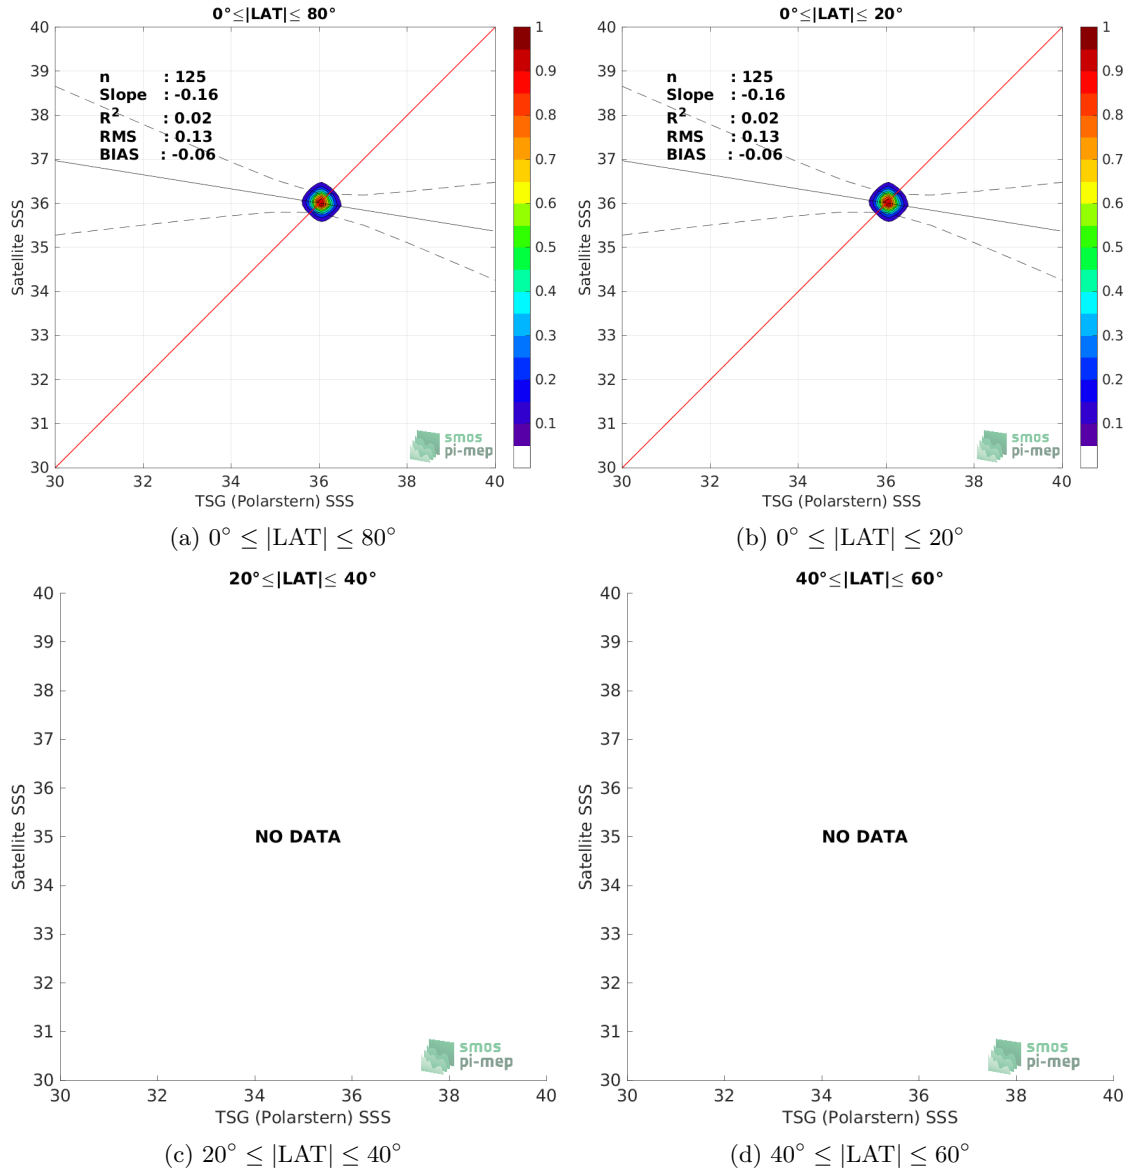 0°≤|LAT|≤ 80°
40
39
38
37
36
35
34
33
32
31
30
30
32
34
36
38
40
Satellite SSS
TSG (Polarstern) SSS
n : 125
Slope : -0.16
R2 : 0.02
RMS : 0.13
BIAS : -0.06
1
0.9
0.8
0.7
0.6
0.5
0.4
0.3
0.2
0.1
smos
pi-mep
(a) 0° ≤ |LAT| ≤ 80°
0°≤|LAT|≤ 20°
40
39
38
37
36
35
34
33
32
31
30
30
32
34
36
38
40
Satellite SSS
TSG (Polarstern) SSS
n : 125
Slope : -0.16
R2 : 0.02
RMS : 0.13
BIAS : -0.06
1
0.9
0.8
0.7
0.6
0.5
0.4
0.3
0.2
0.1
smos
pi-mep
(b) 0° ≤ |LAT| ≤ 20°
20°≤|LAT|≤ 40°
40
39
38
37
36
35
34
33
32
31
30
30
32
34
36
38
40
Satellite SSS
TSG (Polarstern) SSS
NO DATA
smos
pi-mep
(c) 20° ≤ |LAT| ≤ 40°
40°≤|LAT|≤ 60°
40
39
38
37
36
35
34
33
32
31
30
30
32
34
36
38
40
Satellite SSS
TSG (Polarstern) SSS
NO DATA
smos
pi-mep
(d) 40° ≤ |LAT| ≤ 60°